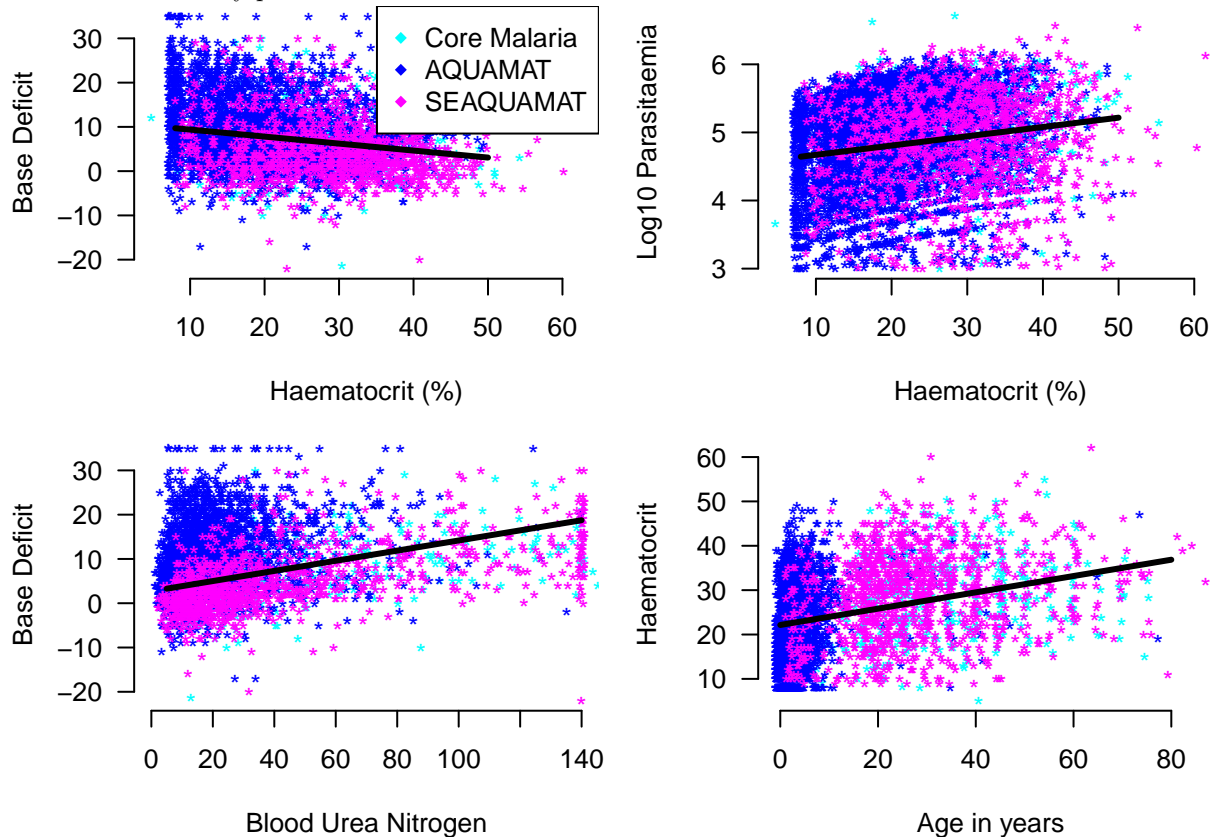 Core Malaria
AQUAMAT
SEAQUAMAT
Base Deficit
30
20
10
0
−10
−20
10 20 30 40 50 60
Haematocrit (%)
Log10 Parasitaemia
6
5
4
3
10 20 30 40 50 60
Haematocrit (%)
Base Deficit
30
20
10
0
−10
−20
0 20 40 60 80 100 140
Blood Urea Nitrogen
Haematocrit
60
50
40
30
20
10
0 20 40 60 80
Age in years